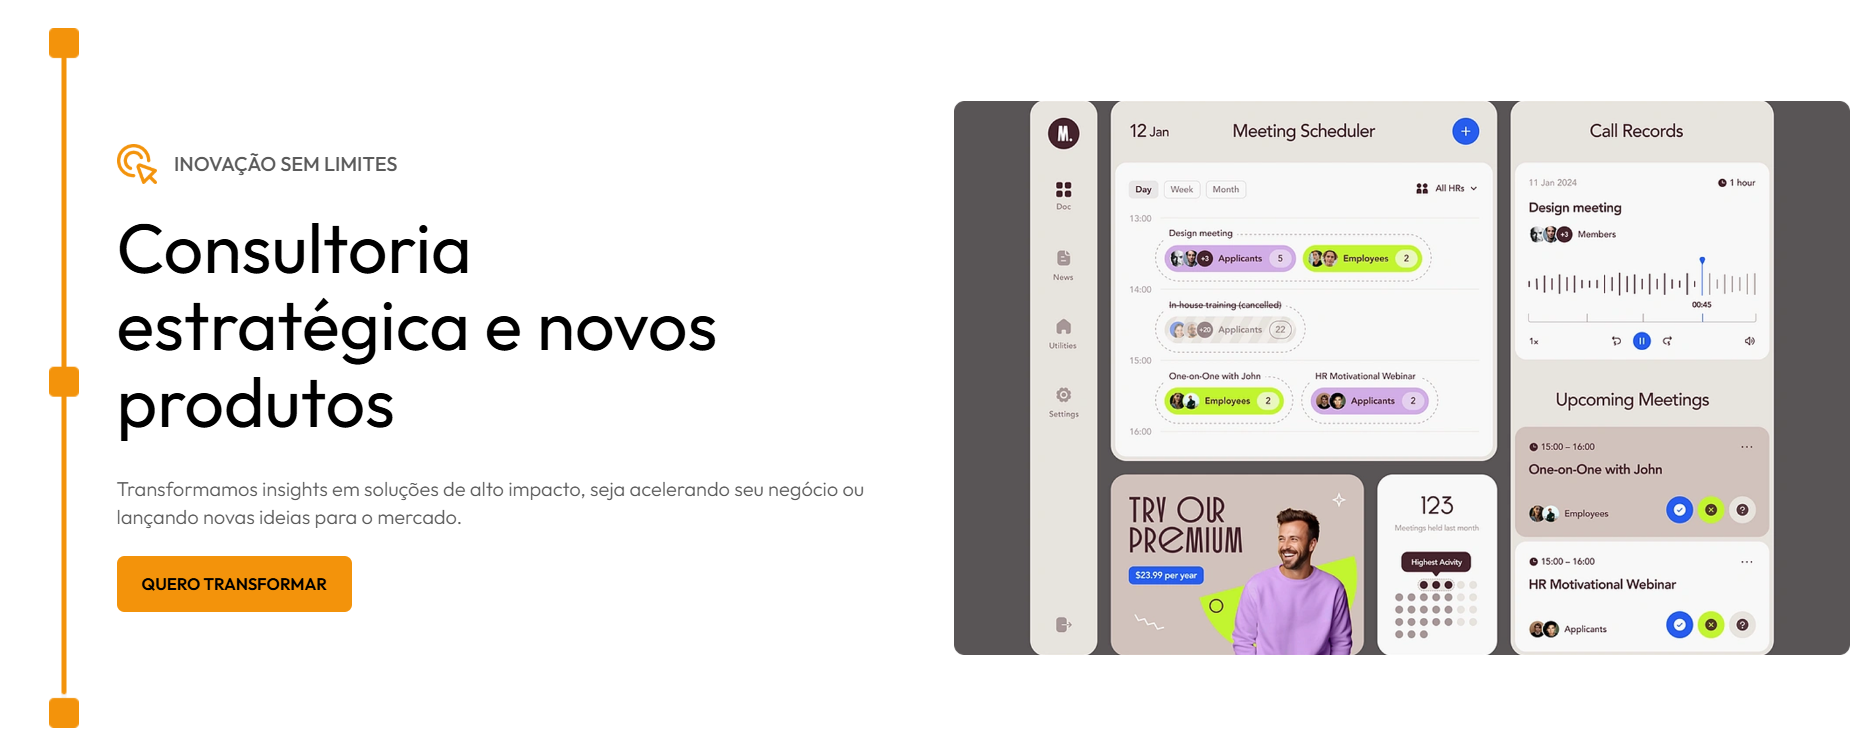 INOVAÇÃO SEM LIMITES
Consultoria
estratégica e novos
produtos
Transformamos insights em soluções de alto impacto, seja acelerando seu negócio ou
lançando novas ideias para o mercado.
QUERO TRANSFORMAR
M.
Doc
News
Utilities
Settings
12 Jan
Meeting Scheduler
+
Day
Week
Month
All HRs
13:00
Design meeting
+3
Applicants
5
Employees
2
14:00
In-house training (cancelled)
+20
Applicants
22
15:00
One-on-One with John
Employees
2
HR Motivational Webinar
Applicants
2
16:00
TRY OUR
PREMIUM
$23.99 per year
123
Meetings held last month
Highest Acivity
Call Records
11 Jan 2024
1 hour
Design meeting
+3
Members
00:45
1x
Upcoming Meetings
15:00 – 16:00
...
One-on-One with John
Employees
?
15:00 – 16:00
...
HR Motivational Webinar
Applicants
?